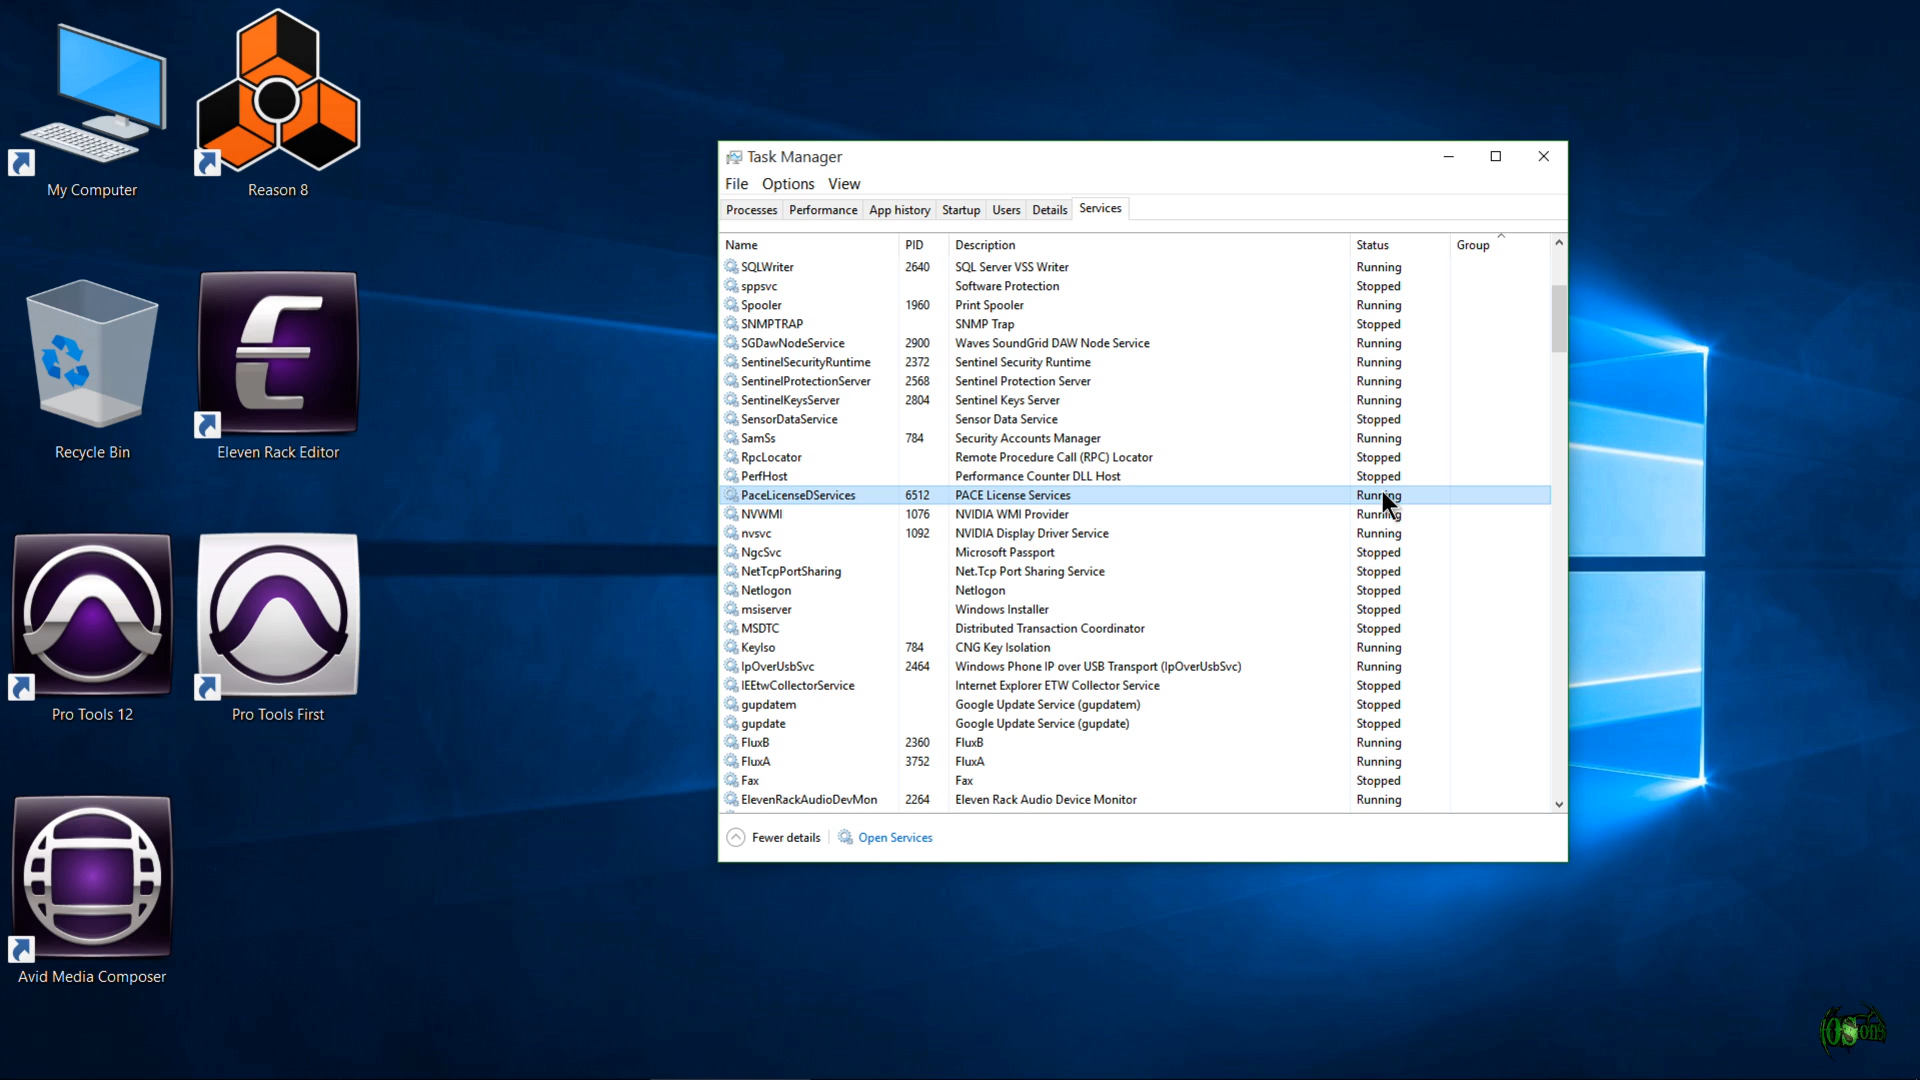 My Computer
Reason 8
Recycle Bin
Eleven Rack Editor
Pro Tools 12
Pro Tools First
Avid Media Composer
Task Manager
File Options View
Processes Performance App history Startup Users Details Services
Name PID Description Status Group
SQLWriter 2640 SQL Server VSS Writer Running
sppsvc Software Protection Stopped
Spooler 1960 Print Spooler Running
SNMPTRAP SNMP Trap Stopped
SGDawNodeService 2900 Waves SoundGrid DAW Node Service Running
SentinelSecurityRuntime 2372 Sentinel Security Runtime Running
SentinelProtectionServer 2568 Sentinel Protection Server Running
SentinelKeysServer 2804 Sentinel Keys Server Running
SensorDataService Sensor Data Service Stopped
SamSs 784 Security Accounts Manager Running
RpcLocator Remote Procedure Call (RPC) Locator Stopped
PerfHost Performance Counter DLL Host Stopped
PaceLicenseDServices 6512 PACE License Services Running
NVWMI 1076 NVIDIA WMI Provider Running
nvsvc 1092 NVIDIA Display Driver Service Running
NgcSvc Microsoft Passport Stopped
NetTcpPortSharing Net.Tcp Port Sharing Service Stopped
Netlogon Netlogon Stopped
msiserver Windows Installer Stopped
MSDTC Distributed Transaction Coordinator Stopped
KeyIso 784 CNG Key Isolation Running
IpOverUsbSvc 2464 Windows Phone IP over USB Transport (IpOverUsbSvc) Running
IEEtwCollectorService Internet Explorer ETW Collector Service Stopped
gupdatem Google Update Service (gupdatem) Stopped
gupdate Google Update Service (gupdate) Stopped
FluxB 2360 FluxB Running
FluxA 3752 FluxA Running
Fax Fax Stopped
ElevenRackAudioDevMon 2264 Eleven Rack Audio Device Monitor Running
Fewer details Open Services